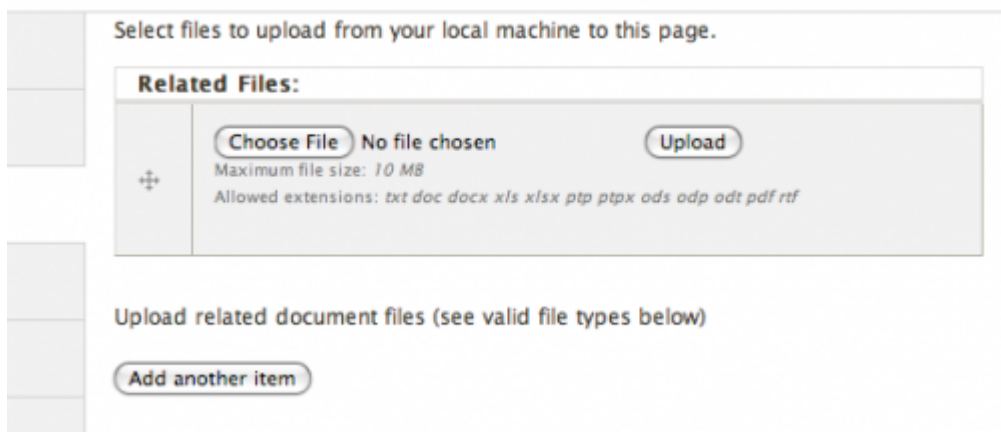 Select files to upload from your local machine to this page.
Related Files:
Choose File No file chosen Upload
Maximum file size: 10 MB
Allowed extensions: txt doc docx xls xlsx ptp ptpx ods odp odt pdf rtf
Upload related document files (see valid file types below)
Add another item